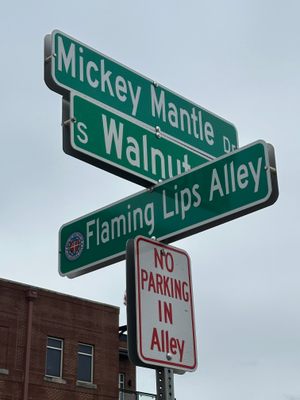 Mickey Mantle Dr
S Walnut
Flaming Lips Alley
NO
PARKING
IN
Alley